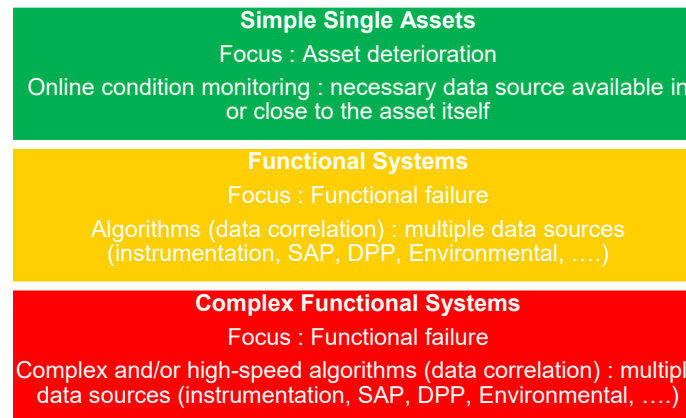 Simple Single Assets
Focus : Asset deterioration
Online condition monitoring : necessary data source available in
or close to the asset itself
Functional Systems
Focus : Functional failure
Algorithms (data correlation) : multiple data sources
(instrumentation, SAP, DPP, Environmental, ….)
Complex Functional Systems
Focus : Functional failure
Complex and/or high-speed algorithms (data correlation) : multipl
data sources (instrumentation, SAP, DPP, Environmental, ….)